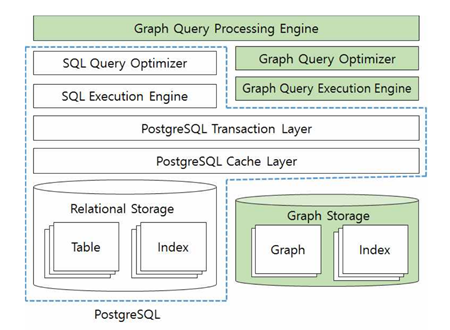 Graph Query Processing Engine
SQL Query Optimizer
Graph Query Optimizer
SQL Execution Engine
Graph Query Execution Engine
PostgreSQL Transaction Layer
PostgreSQL Cache Layer
Relational Storage
Graph Storage
Table
Index
Graph
Index
PostgreSQL